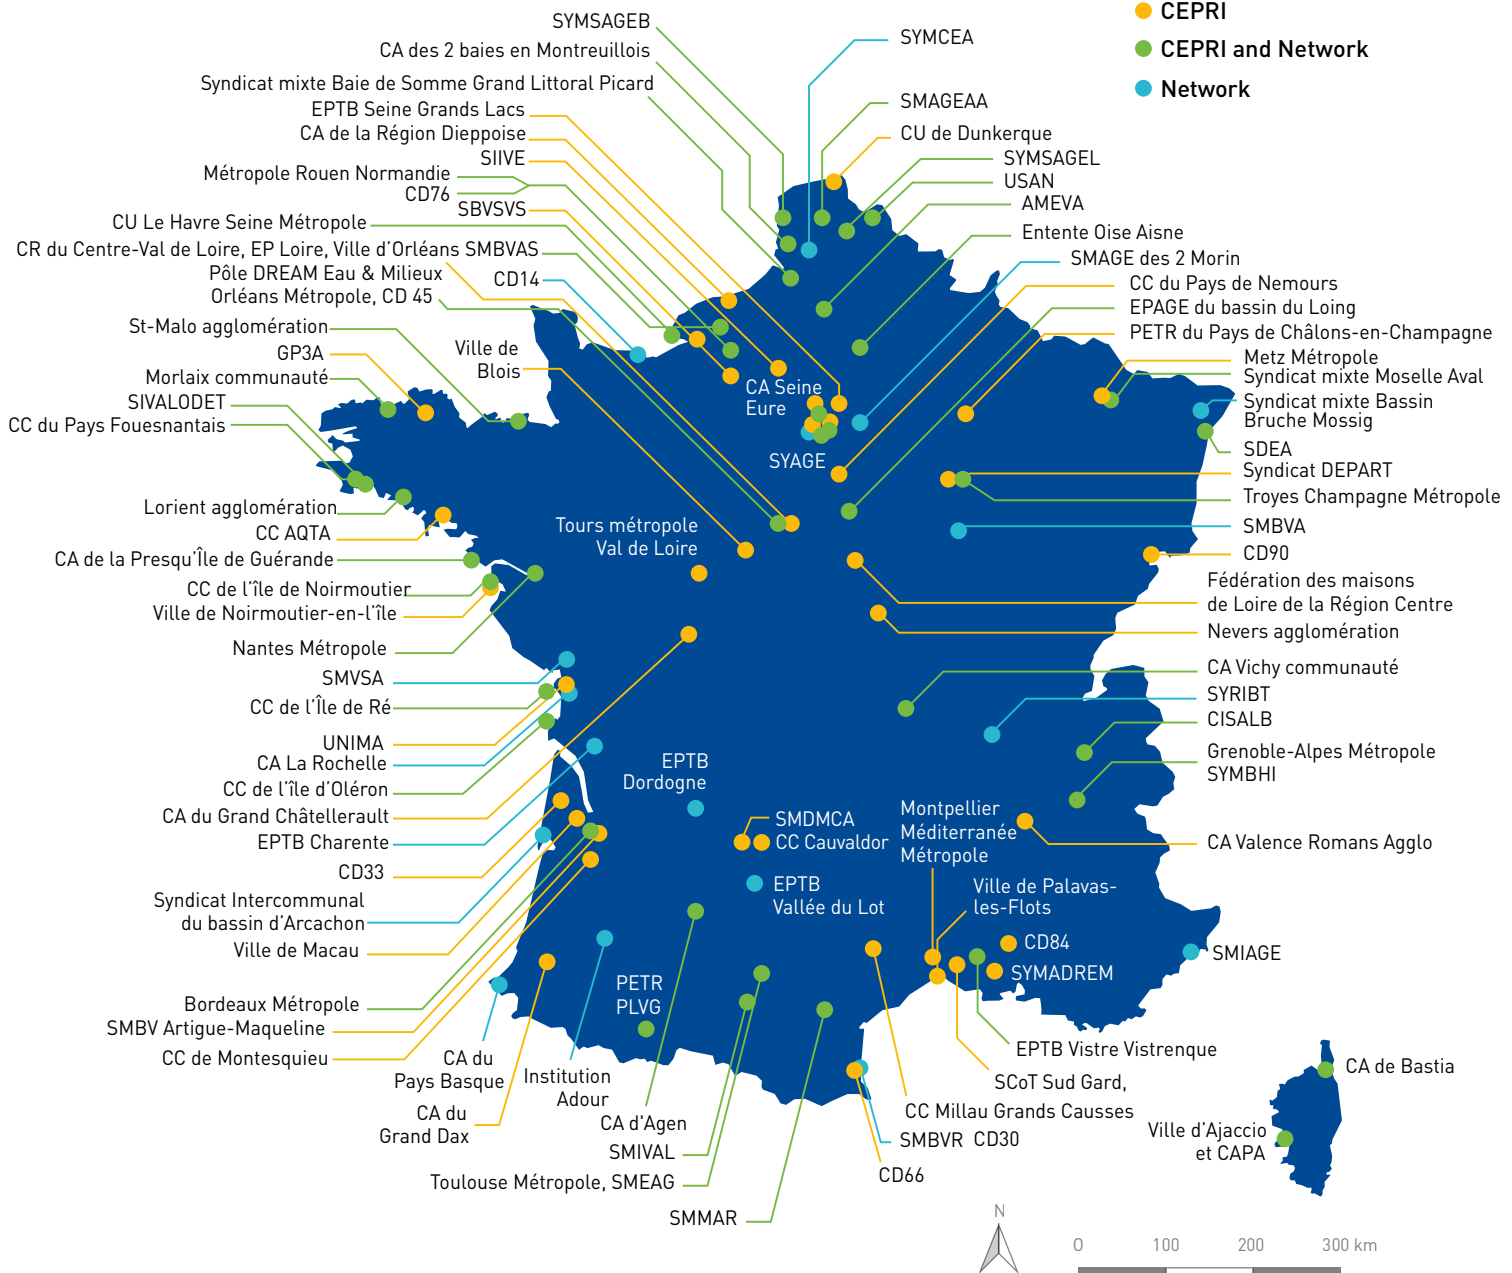 CEPRI
CEPRI and Network
Network
SYMSAGEB
CA des 2 baies en Montreuillois
Syndicat mixte Baie de Somme Grand Littoral Picard
EPTB Seine Grands Lacs
CA de la Région Dieppoise
SIIVE
Métropole Rouen Normandie
CD76
SBVSVS
CU Le Havre Seine Métropole
CR du Centre-Val de Loire, EP Loire, Ville d’Orléans SMBVAS
Pôle DREAM Eau & Milieux
Orléans Métropole, CD 45
CD14
St-Malo agglomération
GP3A
Morlaix communauté
SIVALODET
CC du Pays Fouesnantais
Ville de
Blois
Lorient agglomération
CC AQTA
CA de la Presqu’Île de Guérande
CC de l’île de Noirmoutier
Ville de Noirmoutier-en-l’île
Nantes Métropole
SMVSA
CC de l’Île de Ré
UNIMA
CA La Rochelle
CC de l’île d’Oléron
CA du Grand Châtellerault
EPTB Charente
CD33
Syndicat Intercommunal
du bassin d’Arcachon
Ville de Macau
Bordeaux Métropole
SMBV Artigue-Maqueline
CC de Montesquieu
CA du
Pays Basque
CA du
Grand Dax
Institution
Adour
CA d’Agen
SMIVAL
Toulouse Métropole, SMEAG
SMMAR
SYMCEA
SMAGEAA
CU de Dunkerque
SYMSAGEL
USAN
AMEVA
Entente Oise Aisne
SMAGE des 2 Morin
CC du Pays de Nemours
EPAGE du bassin du Loing
PETR du Pays de Châlons-en-Champagne
Metz Métropole
Syndicat mixte Moselle Aval
Syndicat mixte Bassin
Bruche Mossig
SDEA
Syndicat DEPART
Troyes Champagne Métropole
SMBVA
CD90
Fédération des maisons
de Loire de la Région Centre
Nevers agglomération
CA Vichy communauté
SYRIBT
CISALB
Grenoble-Alpes Métropole
SYMBHI
CA Valence Romans Agglo
CA Seine
Eure
SYAGE
Tours métropole
Val de Loire
EPTB
Dordogne
SMDMCA
CC Cauvaldor
EPTB
Vallée du Lot
Montpellier
Méditerranée
Métropole
Ville de Palavas-
les-Flots
CD84
SYMADREM
SMIAGE
PETR
PLVG
EPTB Vistre Vistrenque
SCoT Sud Gard,
CC Millau Grands Causses
SMBVR CD30
CD66
CA de Bastia
Ville d’Ajaccio
et CAPA
N
0 100 200 300 km